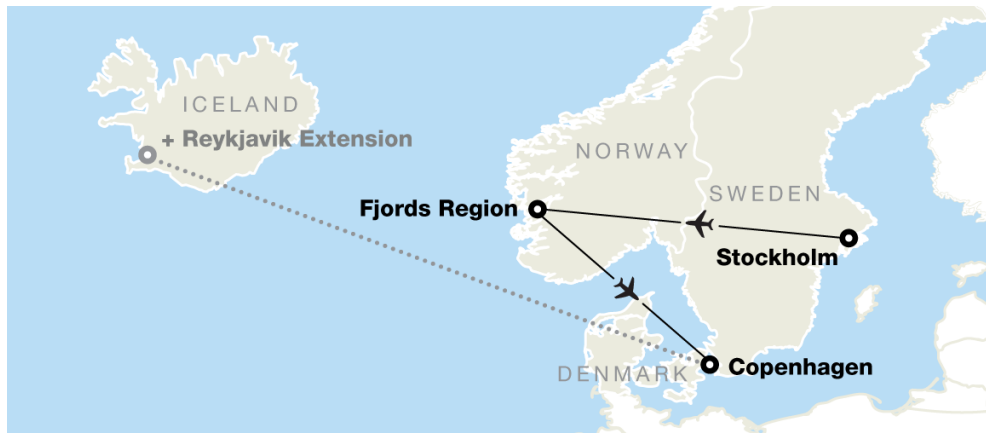 ICELAND
+ Reykjavik Extension
NORWAY
SWEDEN
Fjords Region
Stockholm
DENMARK
Copenhagen